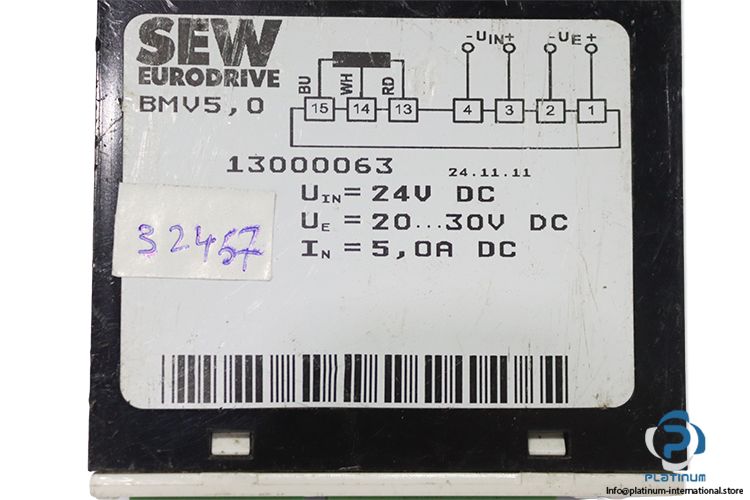 SEW
EURODRIVE
BMV5,0
-UIN+ -UE+
BU WH RD
15 14 13 4 3 2 1
13000063 24.11.11
UIN= 24V DC
UE = 20...30V DC
IN = 5,0A DC
32457
PLATINUM
Info@platinum-international.store